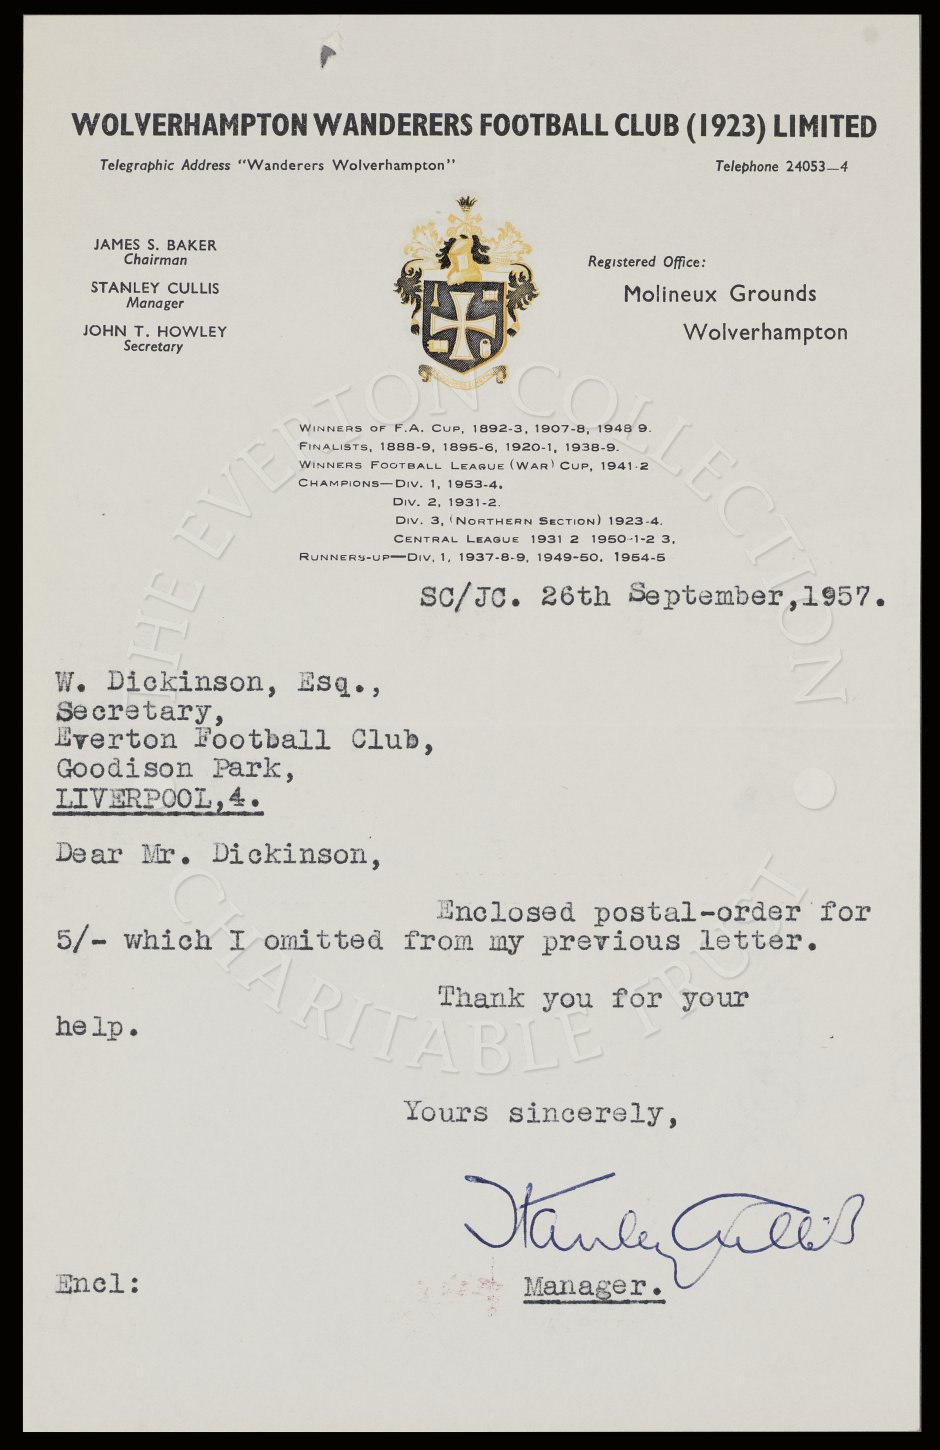 WOLVERHAMPTON WANDERERS FOOTBALL CLUB (1923) LIMITED
Telegraphic Address "Wanderers Wolverhampton"
Telephone 24053—4
JAMES S. BAKER
Chairman
STANLEY CULLIS
Manager
JOHN T. HOWLEY
Secretary
Registered Office:
Molineux Grounds
Wolverhampton
WINNERS OF F.A. CUP, 1892-3, 1907-8, 1948 9.
FINALISTS, 1888-9, 1895-6, 1920-1, 1938-9.
WINNERS FOOTBALL LEAGUE (WAR) CUP, 1941-2
CHAMPIONS—DIV. 1, 1953-4.
DIV. 2, 1931-2.
DIV. 3, (NORTHERN SECTION) 1923-4.
CENTRAL LEAGUE 1931 2 1950-1-2 3,
RUNNERS-UP—DIV, 1, 1937-8-9, 1949-50, 1954-5
SC/JC. 26th September,1957.
W. Dickinson, Esq.,
Secretary,
Everton Football Club,
Goodison Park,
LIVERPOOL,4.
Dear Mr. Dickinson,
Enclosed postal-order for
5/- which I omitted from my previous letter.
Thank you for your
help.
Yours sincerely,
Stanley Cullis
Encl:
Manager.
THE EVERTON COLLECTION • CHARITABLE TRUST